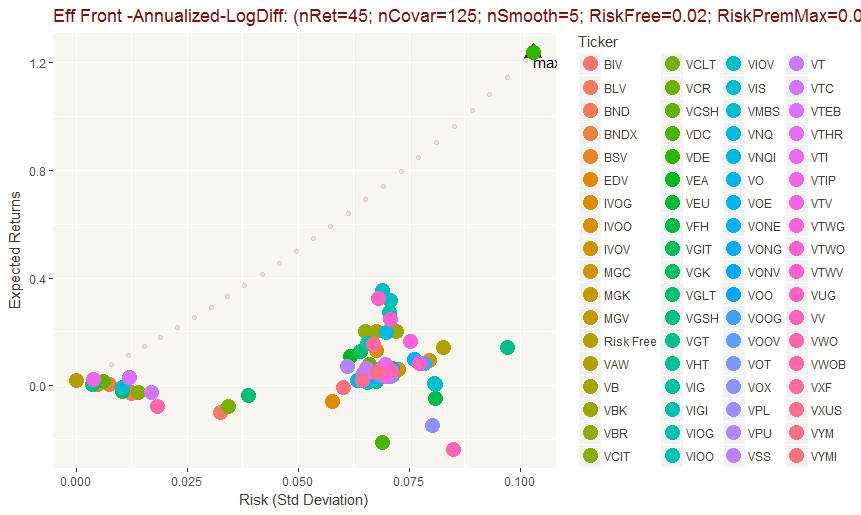 Eff Front -Annualized-LogDiff: (nRet=45; nCovar=125; nSmooth=5; RiskFree=0.02; RiskPremMax=0.0
1.2
0.8
0.4
0.0
0.000
0.025
0.050
0.075
0.100
Expected Returns
Risk (Std Deviation)
max
Ticker
BIV
BLV
BND
BNDX
BSV
EDV
IVOG
IVOO
IVOV
MGC
MGK
MGV
Risk Free
VAW
VB
VBK
VBR
VCIT
VCLT
VCR
VCSH
VDC
VDE
VEA
VEU
VFH
VGIT
VGK
VGLT
VGSH
VGT
VHT
VIG
VIGI
VIOG
VIOO
VIOV
VIS
VMBS
VNQ
VNQI
VO
VOE
VONE
VONG
VONV
VOO
VOOG
VOOV
VOT
VOX
VPL
VPU
VSS
VT
VTC
VTEB
VTHR
VTI
VTIP
VTV
VTWG
VTWO
VTWV
VUG
VV
VWO
VWOB
VXF
VXUS
VYM
VYMI